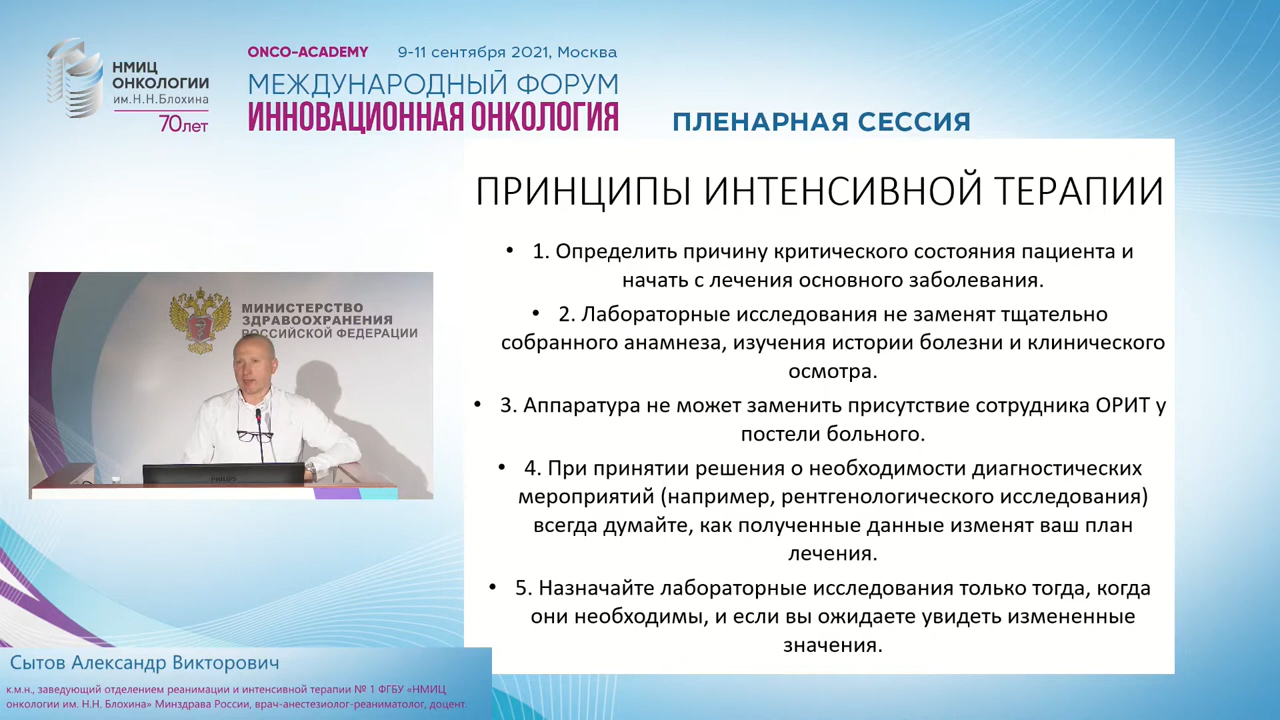 НМИЦ
ОНКОЛОГИИ
им.Н.Н.Блохина
70лет
ONCO-ACADEMY 9-11 сентября 2021, Москва
МЕЖДУНАРОДНЫЙ ФОРУМ
ИННОВАЦИОННАЯ ОНКОЛОГИЯ
ПЛЕНАРНАЯ СЕССИЯ
ПРИНЦИПЫ ИНТЕНСИВНОЙ ТЕРАПИИ
• 1. Определить причину критического состояния пациента и
начать с лечения основного заболевания.
• 2. Лабораторные исследования не заменят тщательно
собранного анамнеза, изучения истории болезни и клинического
осмотра.
• 3. Аппаратура не может заменить присутствие сотрудника ОРИТ у
постели больного.
• 4. При принятии решения о необходимости диагностических
мероприятий (например, рентгенологического исследования)
всегда думайте, как полученные данные изменят ваш план
лечения.
• 5. Назначайте лабораторные исследования только тогда, когда
они необходимы, и если вы ожидаете увидеть измененные
значения.
МИНИСТЕРСТВО
ЗДРАВООХРАНЕНИЯ
РОССИЙСКОЙ ФЕДЕРАЦИИ
PHILIPS
Сытов Александр Викторович
к.м.н., заведующий отделением реанимации и интенсивной терапии № 1 ФГБУ «НМИЦ
онкологии им. Н.Н. Блохина» Минздрава России, врач-анестезиолог-реаниматолог, доцент.